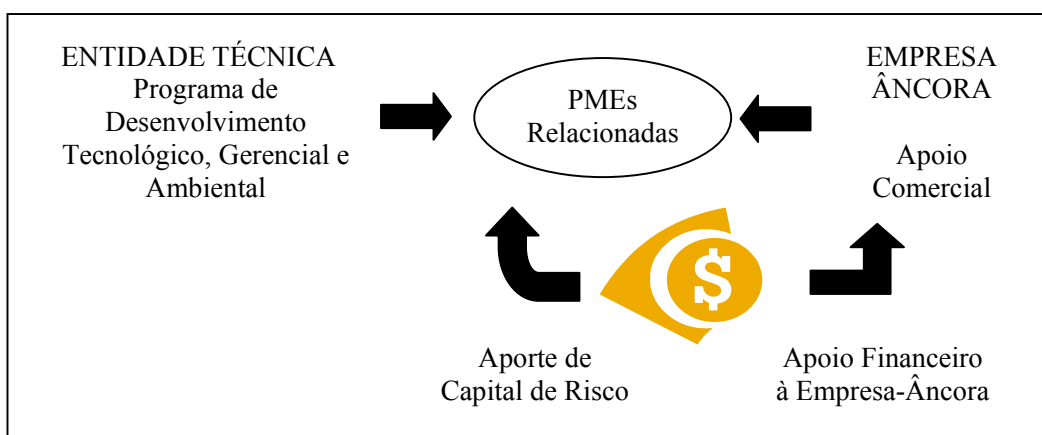 ENTIDADE TÉCNICA
Programa de
Desenvolvimento
Tecnológico, Gerencial e
Ambiental
PMEs
Relacionadas
EMPRESA
ÂNCORA
Apoio
Comercial
$
Aporte de
Capital de Risco
Apoio Financeiro
à Empresa-Âncora